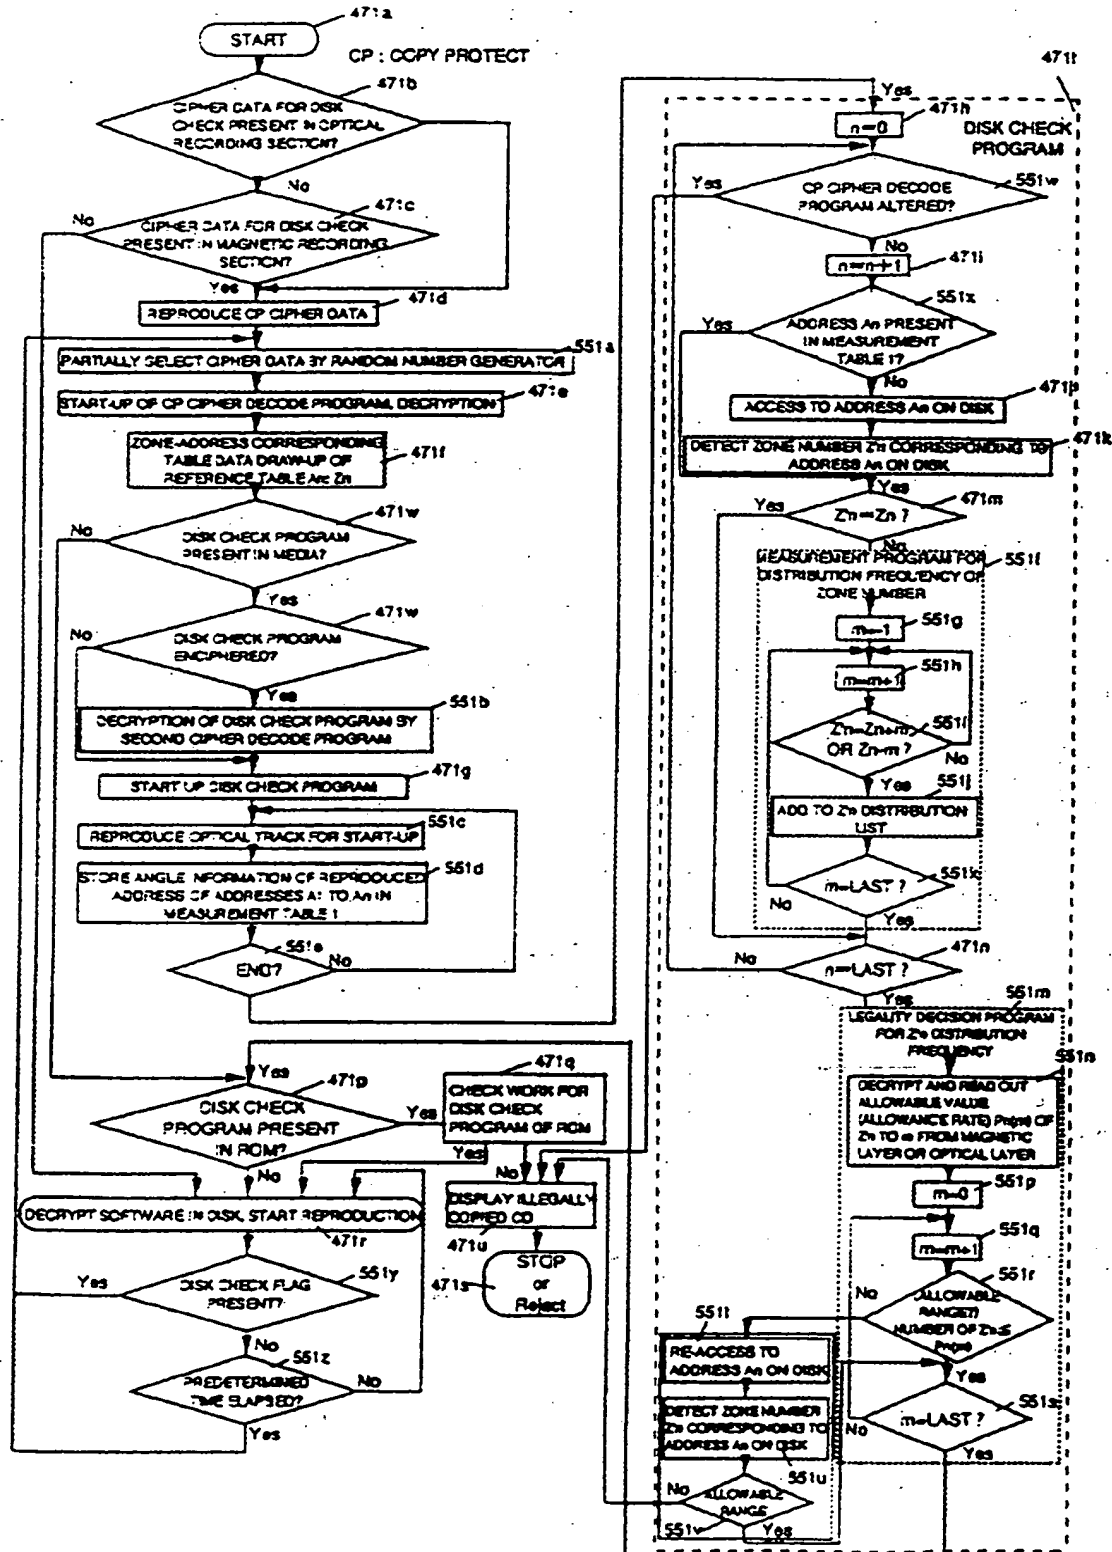 471a
START
CP : COPY PROTECT
471b
CIPHER DATA FOR DISK
CHECK PRESENT IN OPTICAL
RECORDING SECTION?
No
471c
No
CIPHER DATA FOR DISK CHECK
PRESENT IN MAGNETIC RECORDING
SECTION?
Yes
471d
REPRODUCE CP CIPHER DATA
551a
PARTIALLY SELECT CIPHER DATA BY RANDOM NUMBER GENERATOR
START-UP OF CP CIPHER DECODE PROGRAM, DECRYPTION
471e
ZONE-ADDRESS CORRESPONDING
TABLE DATA DRAW-UP OF
REFERENCE TABLE An: Zn
471f
471w
No
DISK CHECK PROGRAM
PRESENT IN MEDIA?
Yes
471w
No
DISK CHECK PROGRAM
ENCIPHERED?
Yes
551b
DECRYPTION OF DISK CHECK PROGRAM BY
SECOND CIPHER DECODE PROGRAM
471g
START UP DISK CHECK PROGRAM
551c
REPRODUCE OPTICAL TRACK FOR START-UP
STORE ANGLE INFORMATION OF REPRODUCED
ADDRESS OF ADDRESSES A1 TO An IN
MEASUREMENT TABLE 1
551d
551e
END?
No
Yes
471p
DISK CHECK
PROGRAM PRESENT
IN ROM?
Yes
No
471q
CHECK WORK FOR
DISK CHECK
PROGRAM OF ROM
Yes
No
DECRYPT SOFTWARE IN DISK, START REPRODUCTION
471r
DISPLAY ILLEGALLY
COPIED CD
471u
STOP
or
Reject
471s
Yes
DISK CHECK FLAG
PRESENT?
551y
No
551z
PREDETERMINED
TIME ELAPSED?
No
Yes
471t
Yes
471h
n=0
DISK CHECK
PROGRAM
Yes
CP CIPHER DECODE
PROGRAM ALTERED?
551w
No
n=n+1
471i
551x
Yes
ADDRESS An PRESENT
IN MEASUREMENT
TABLE 1?
No
471j
ACCESS TO ADDRESS An ON DISK
DETECT ZONE NUMBER Z'n CORRESPONDING TO
ADDRESS An ON DISK
471k
Yes
471m
Yes
Z'n=Zn ?
No
MEASUREMENT PROGRAM FOR
DISTRIBUTION FREQUENCY OF
ZONE NUMBER
551f
m=-1
551g
551h
m=m+1
Z'n=Zn+m
OR Zn-m ?
551i
No
Yes
551j
ADD TO Z'n DISTRIBUTION
LIST
m=LAST ?
551k
No
Yes
471n
No
n=LAST ?
Yes
551m
LEGALITY DECISION PROGRAM
FOR Z'n DISTRIBUTION
FREQUENCY
551n
DECRYPT AND READ OUT
ALLOWABLE VALUE
(ALLOWANCE RATE) Pn(m) OF
Z'n TO m FROM MAGNETIC
LAYER OR OPTICAL LAYER
551p
m=0
551q
m=m+1
551r
No
(ALLOWABLE
RANGE?)
NUMBER OF Z'n≤
Pn(m)
Yes
551s
m=LAST ?
No
Yes
551t
RE-ACCESS TO
ADDRESS An ON DISK
DETECT ZONE NUMBER
Z'n CORRESPONDING TO
ADDRESS An ON DISK
551u
No
ALLOWABLE
RANGE
551v
Yes